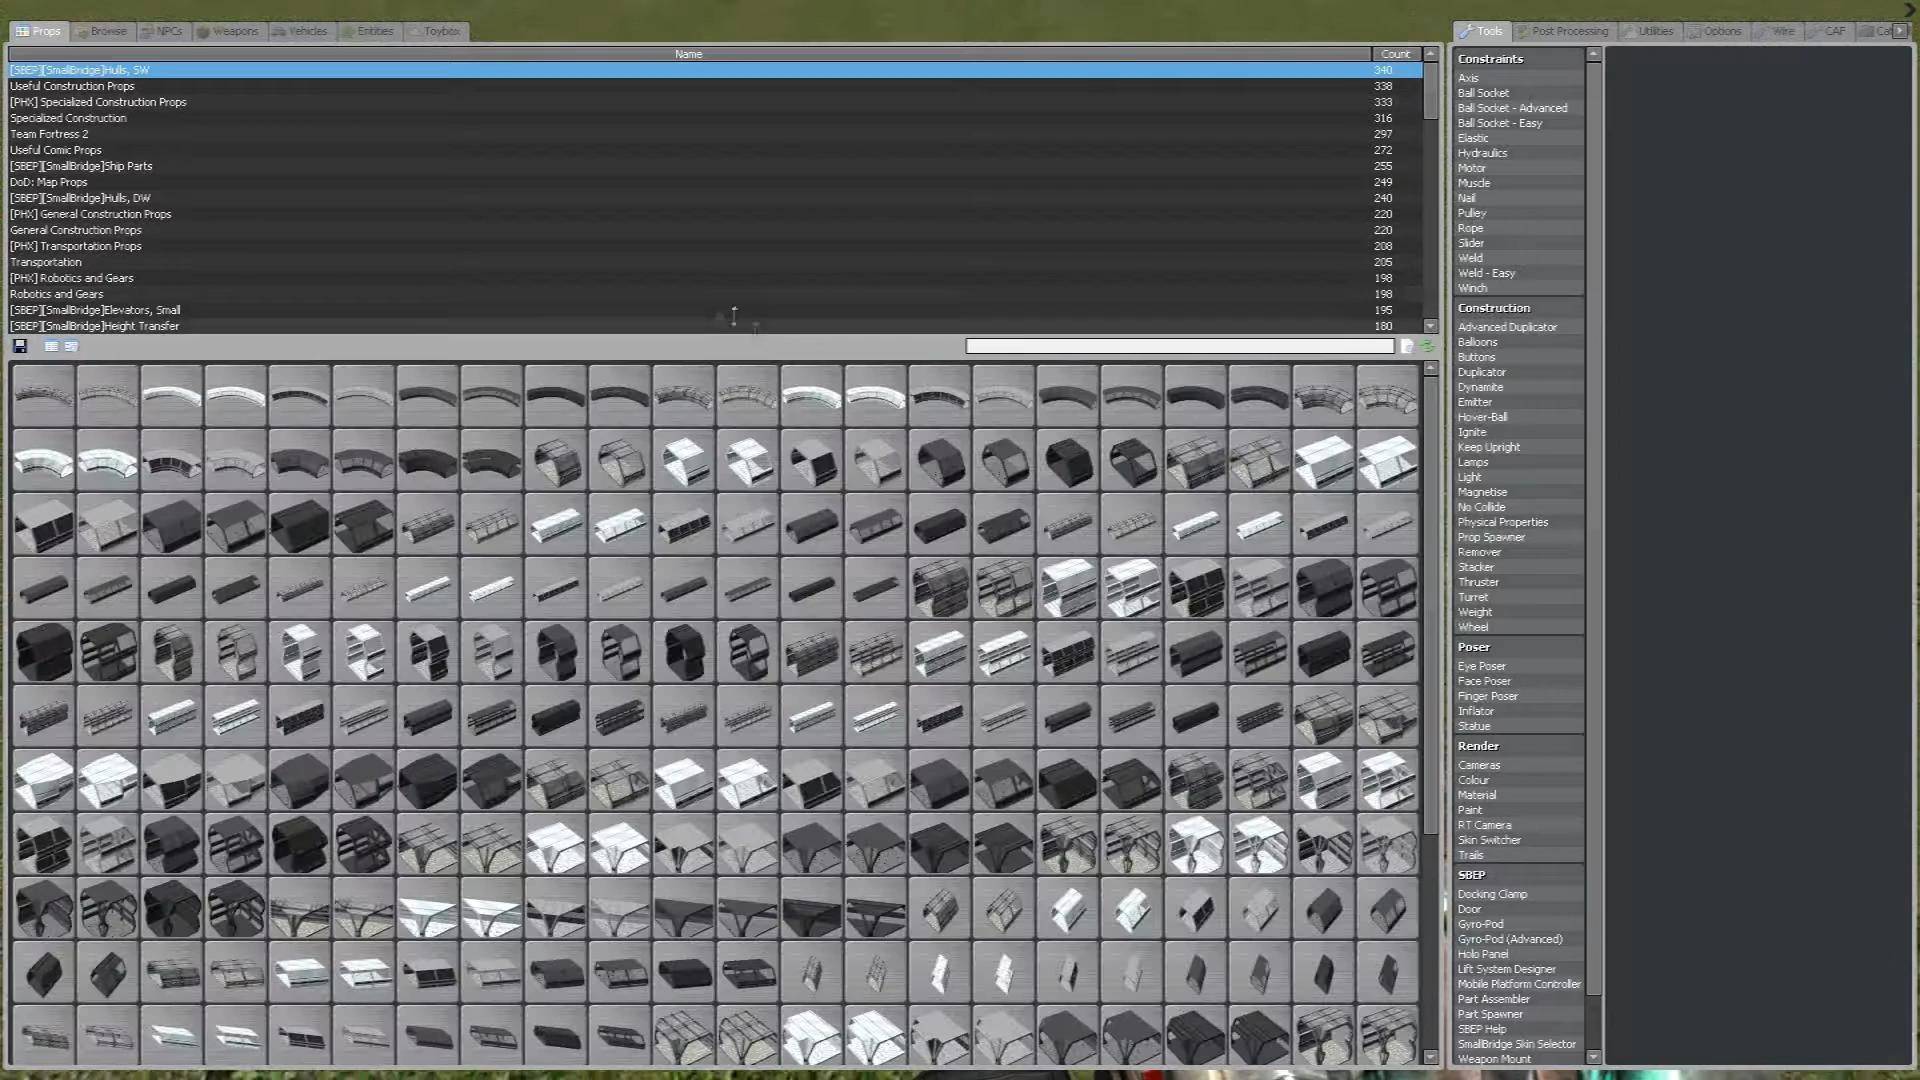 Props Browse NPCs Weapons Vehicles Entities Toybox
Name Count
[SBEP][SmallBridge]Hulls, SW 340
Useful Construction Props 338
[PHX] Specialized Construction Props 333
Specialized Construction 316
Team Fortress 2 297
Useful Comic Props 272
[SBEP][SmallBridge]Ship Parts 255
DoD: Map Props 249
[SBEP][SmallBridge]Hulls, DW 240
[PHX] General Construction Props 220
General Construction Props 220
[PHX] Transportation Props 208
Transportation 205
[PHX] Robotics and Gears 198
Robotics and Gears 198
[SBEP][SmallBridge]Elevators, Small 195
[SBEP][SmallBridge]Height Transfer 180
Tools Post Processing Utilities Options Wire CAF
Constraints
Axis
Ball Socket
Ball Socket - Advanced
Ball Socket - Easy
Elastic
Hydraulics
Motor
Muscle
Nail
Pulley
Rope
Slider
Weld
Weld - Easy
Winch
Construction
Advanced Duplicator
Balloons
Buttons
Duplicator
Dynamite
Emitter
Hover-Ball
Ignite
Keep Upright
Lamps
Light
Magnetise
No Collide
Physical Properties
Prop Spawner
Remover
Stacker
Thruster
Turret
Weight
Wheel
Poser
Eye Poser
Face Poser
Finger Poser
Inflator
Statue
Render
Cameras
Colour
Material
Paint
RT Camera
Skin Switcher
Trails
SBEP
Docking Clamp
Door
Gyro-Pod
Gyro-Pod (Advanced)
Holo Panel
Lift System Designer
Mobile Platform Controller
Part Assembler
Part Spawner
SBEP Help
SmallBridge Skin Selector
Weapon Mount